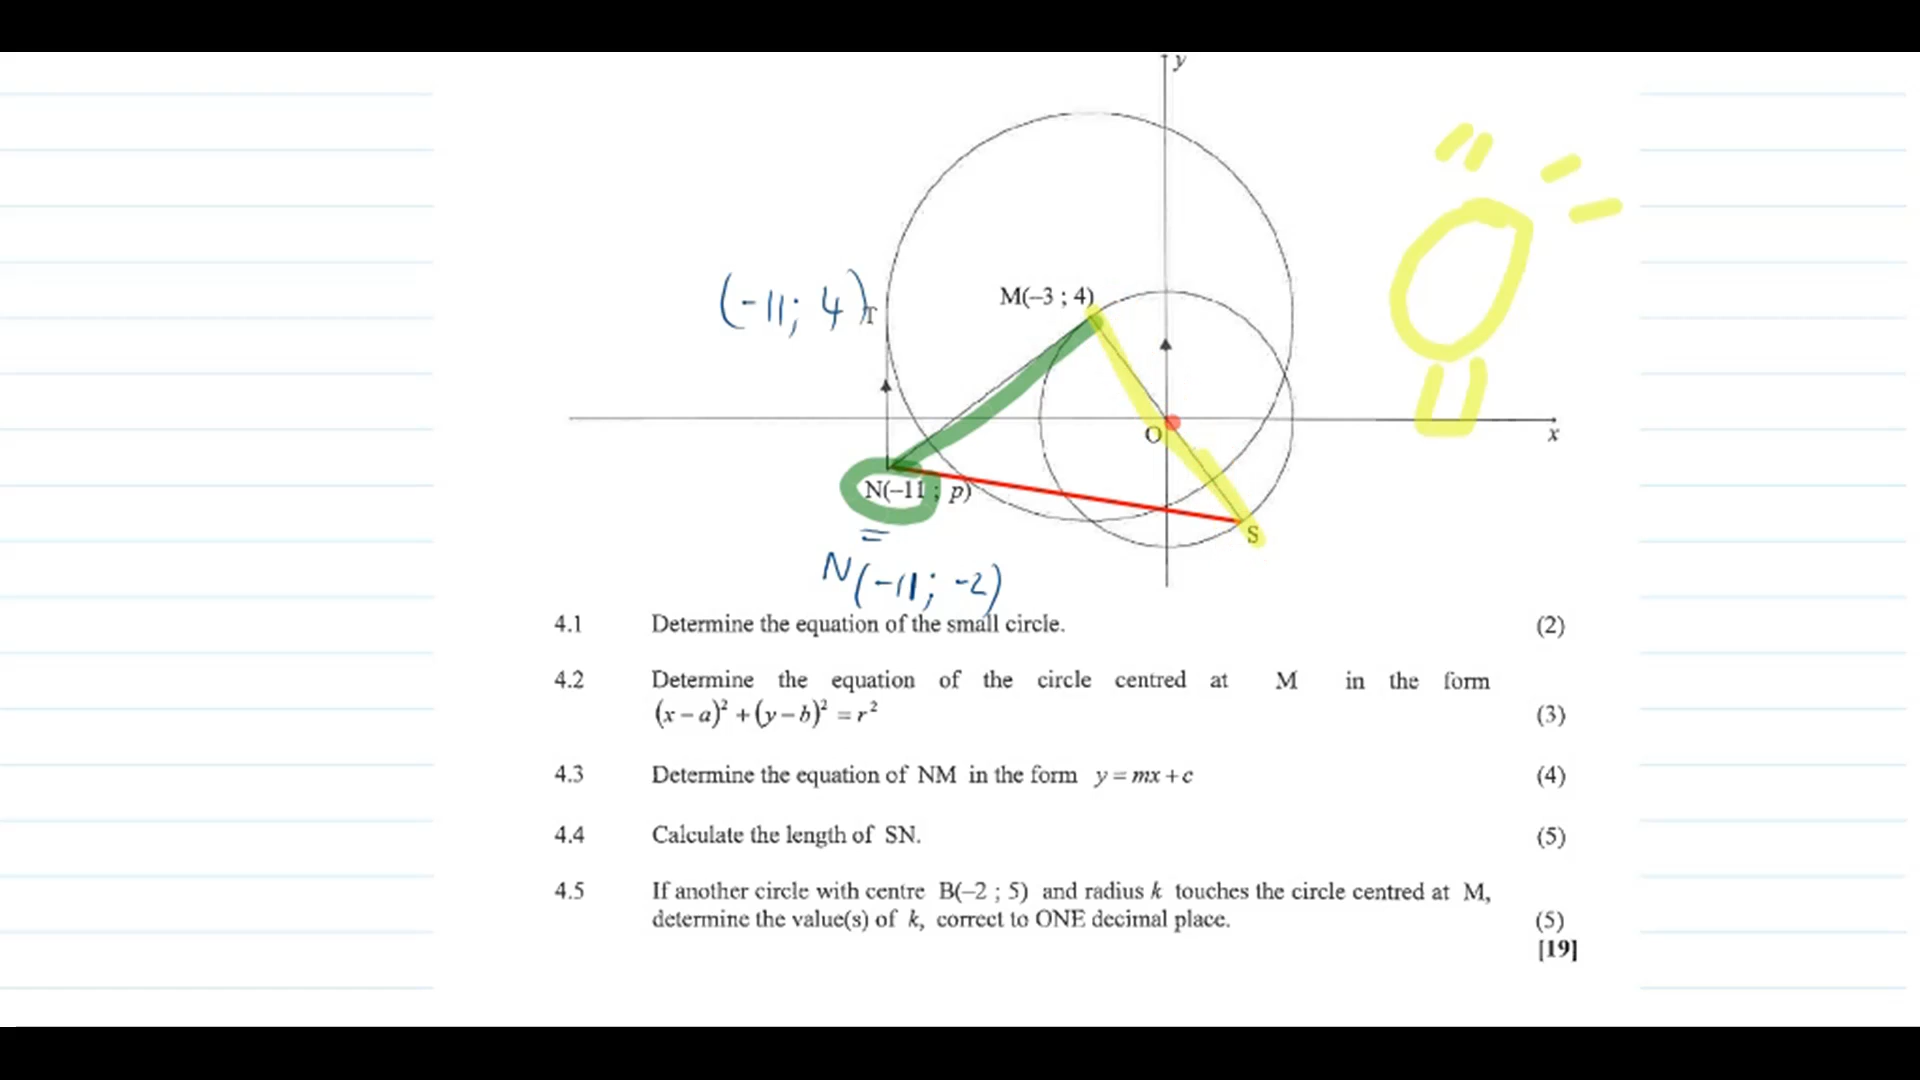 y
(-11; 4)
T
M(–3 ; 4)
O
x
N(–11 ; p)
S
N(-11; -2)
4.1 Determine the equation of the small circle. (2)
4.2 Determine the equation of the circle centred at M in the form
(x – a)² + (y – b)² = r² (3)
4.3 Determine the equation of NM in the form y = mx + c (4)
4.4 Calculate the length of SN. (5)
4.5 If another circle with centre B(–2 ; 5) and radius k touches the circle centred at M,
determine the value(s) of k, correct to ONE decimal place. (5)
[19]